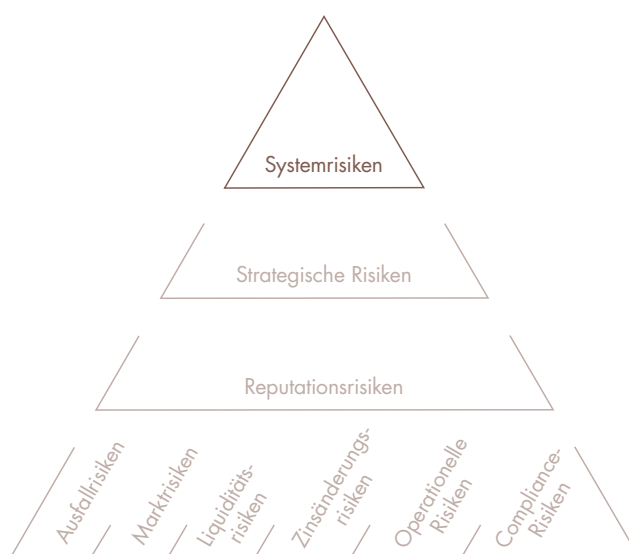 Systemrisiken
Strategische Risiken
Reputationsrisiken
Ausfallrisiken
Marktrisiken
Liquiditäts-
risiken
Zinsänderungs-
risiken
Operationelle
Risiken
Compliance-
Risiken